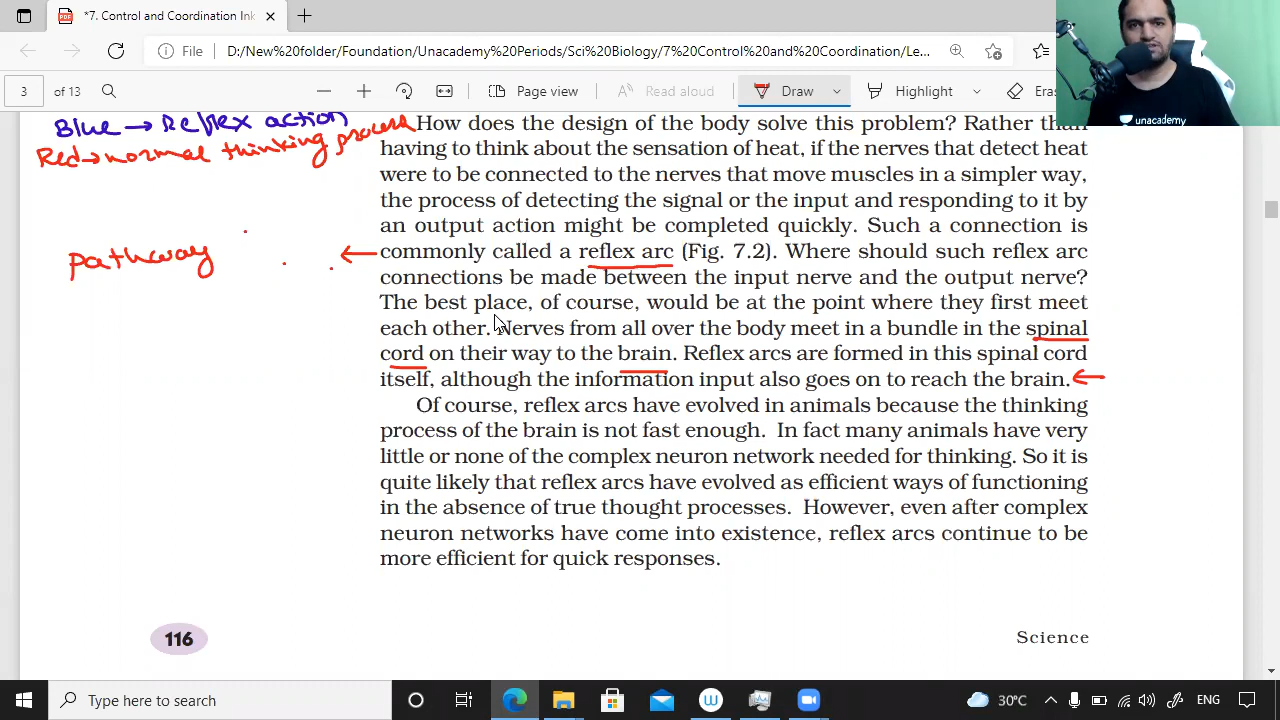 *7. Control and Coordination Ink
File
D:/New%20folder/Foundation/Unacademy%20Periods/Sci%20Biology/7%20Control%20and%20Coordination/Le...
3 of 13
Page view
Read aloud
Draw
Highlight
Eras
unacademy
Blue → Reflex action
Red → normal thinking process
How does the design of the body solve this problem? Rather than
having to think about the sensation of heat, if the nerves that detect heat
were to be connected to the nerves that move muscles in a simpler way,
the process of detecting the signal or the input and responding to it by
an output action might be completed quickly. Such a connection is
pathway ← commonly called a reflex arc (Fig. 7.2). Where should such reflex arc
connections be made between the input nerve and the output nerve?
The best place, of course, would be at the point where they first meet
each other. Nerves from all over the body meet in a bundle in the spinal
cord on their way to the brain. Reflex arcs are formed in this spinal cord
itself, although the information input also goes on to reach the brain. ←
Of course, reflex arcs have evolved in animals because the thinking
process of the brain is not fast enough. In fact many animals have very
little or none of the complex neuron network needed for thinking. So it is
quite likely that reflex arcs have evolved as efficient ways of functioning
in the absence of true thought processes. However, even after complex
neuron networks have come into existence, reflex arcs continue to be
more efficient for quick responses.
116
Science
Type here to search
30°C
ENG